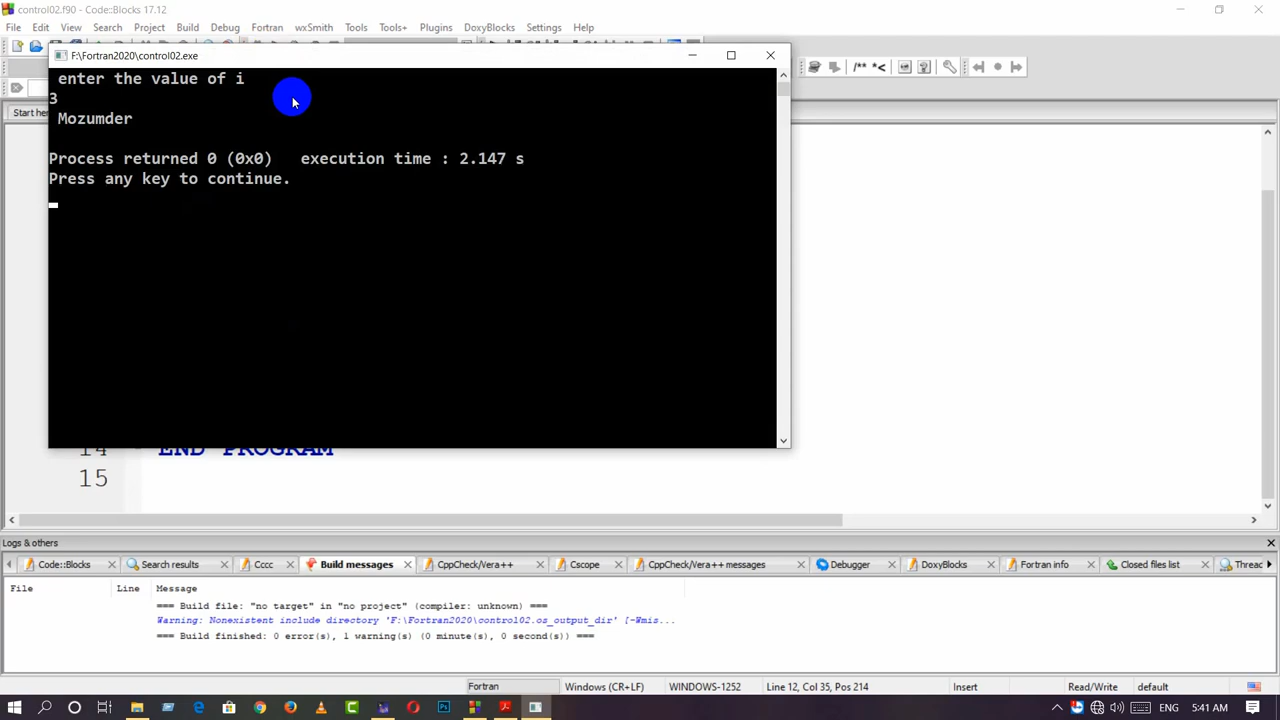 control02.f90 - Code::Blocks 17.12
File Edit View Search Project Build Debug Fortran wxSmith Tools Tools+ Plugins DoxyBlocks Settings Help
F:\Fortran2020\control02.exe
/** *<
Start here
enter the value of i
3
Mozumder
Process returned 0 (0x0) execution time : 2.147 s
Press any key to continue.
14 END PROGRAM
15
Logs & others
Code::Blocks Search results Cccc Build messages CppCheck/Vera++ Cscope CppCheck/Vera++ messages Debugger DoxyBlocks Fortran info Closed files list Threa
File Line Message
=== Build file: "no target" in "no project" (compiler: unknown) ===
Warning: Nonexistent include directory 'F:\Fortran2020\control02.os_output_dir' [-Wmis...
=== Build finished: 0 error(s), 1 warning(s) (0 minute(s), 0 second(s)) ===
Fortran Windows (CR+LF) WINDOWS-1252 Line 12, Col 35, Pos 214 Insert Read/Write default
ENG 5:41 AM